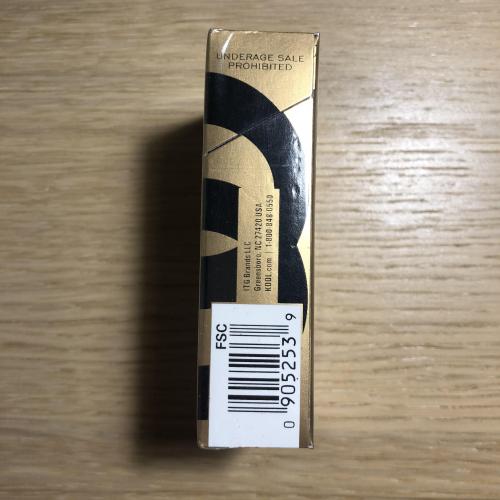 UNDERAGE SALE
PROHIBITED
ITG Brands LLC
Greensboro, NC 27420 USA
KOOL.com | 1-800 848-0550
FSC
0 905253 9